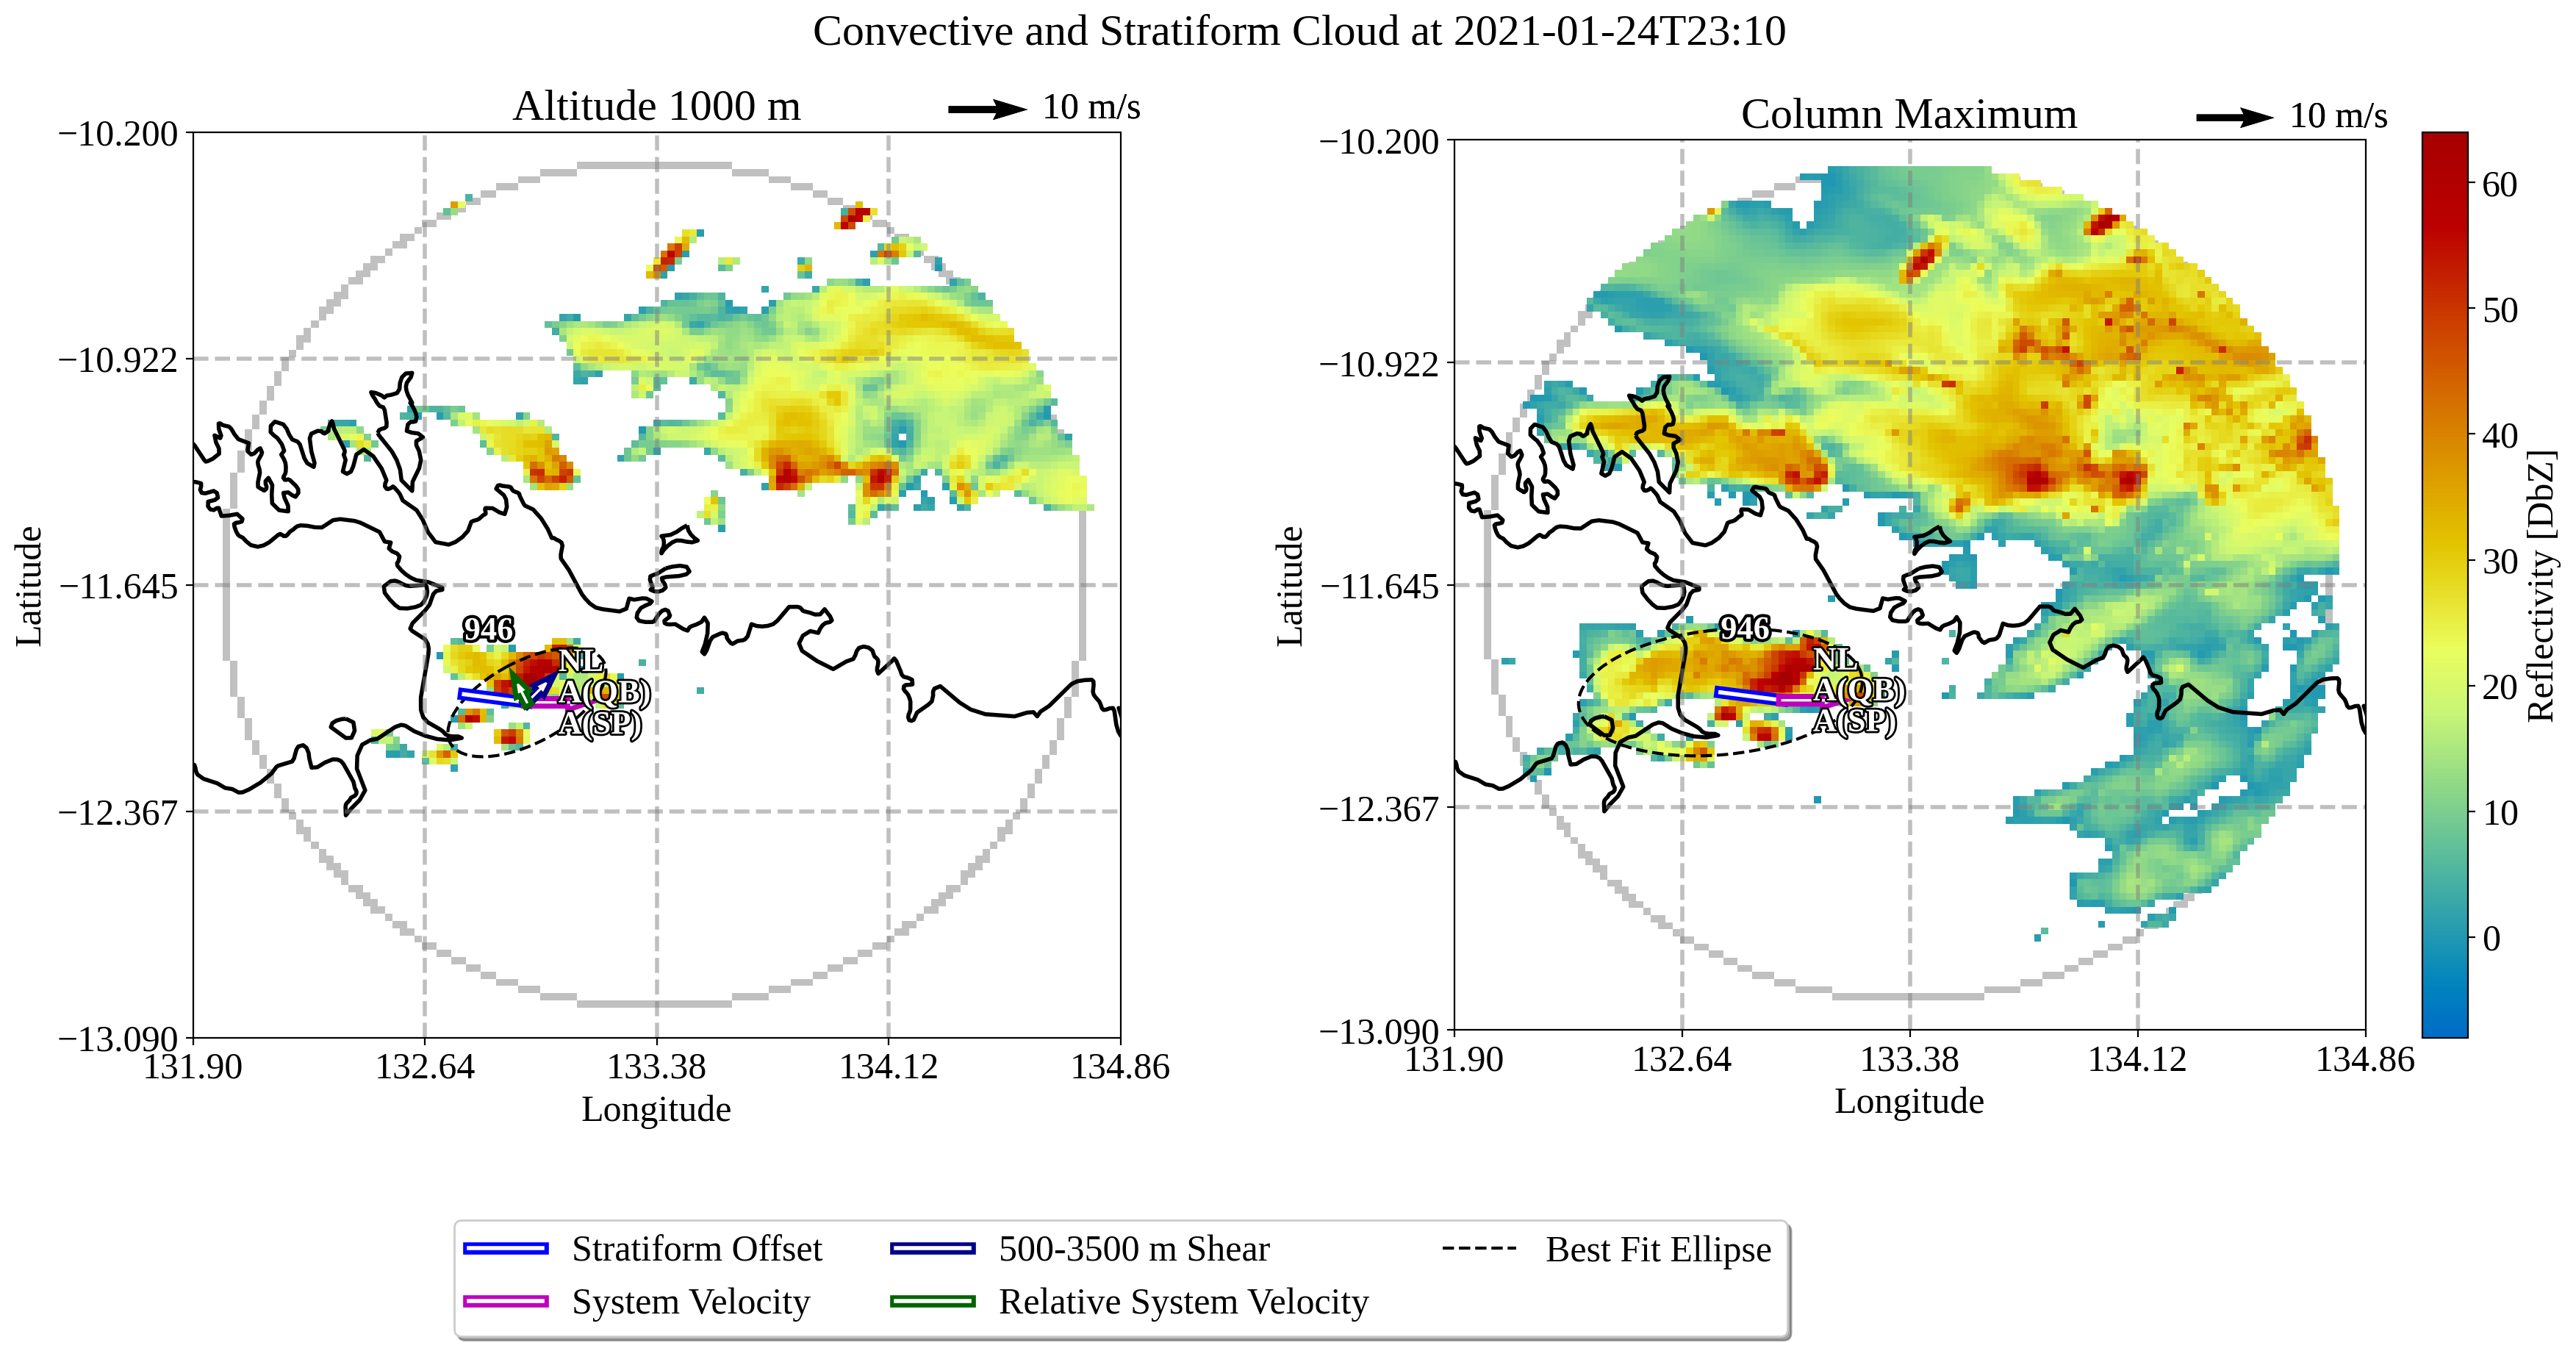 Convective and Stratiform Cloud at 2021-01-24T23:10
Altitude 1000 m
10 m/s
−10.200
−10.922
−11.645
−12.367
−13.090
Latitude
946
NL
A(QB)
A(SP)
131.90
132.64
133.38
134.12
134.86
Longitude
Column Maximum
10 m/s
−10.200
−10.922
−11.645
−12.367
−13.090
Latitude
946
NL
A(QB)
A(SP)
131.90
132.64
133.38
134.12
134.86
Longitude
60
50
40
30
20
10
0
Reflectivity [DbZ]
Stratiform Offset
System Velocity
500-3500 m Shear
Relative System Velocity
Best Fit Ellipse